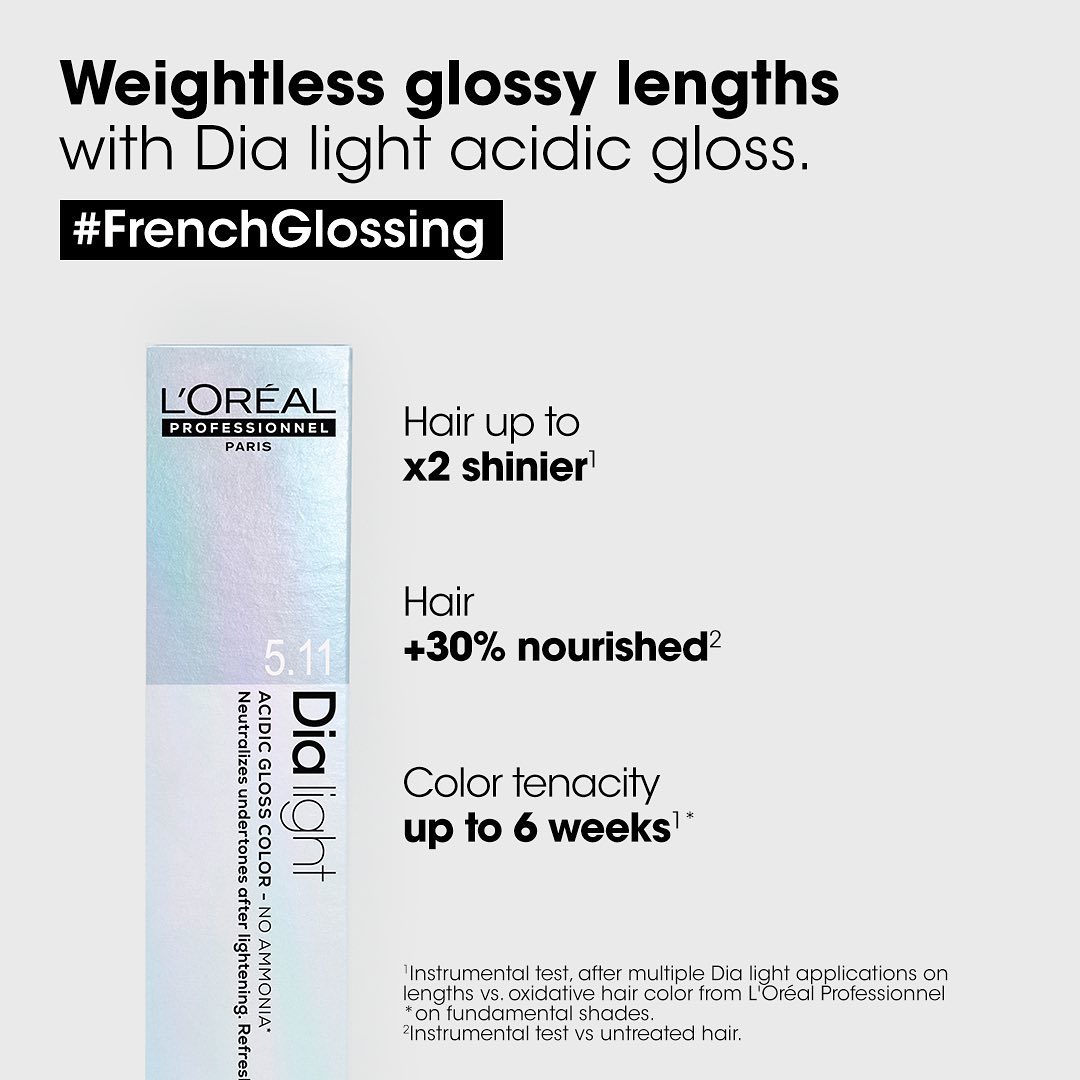 Weightless glossy lengths
with Dia light acidic gloss.
#FrenchGlossing
L'ORÉAL
PROFESSIONNEL
PARIS
5.11
Dia light
ACIDIC GLOSS COLOR - NO AMMONIA*
Neutralizes undertones after lightening.
Hair up to
x2 shinier¹
Hair
+30% nourished²
Color tenacity
up to 6 weeks¹*
¹Instrumental test, after multiple Dia light applications on
lengths vs. oxidative hair color from L'Oréal Professionnel
*on fundamental shades.
²Instrumental test vs untreated hair.